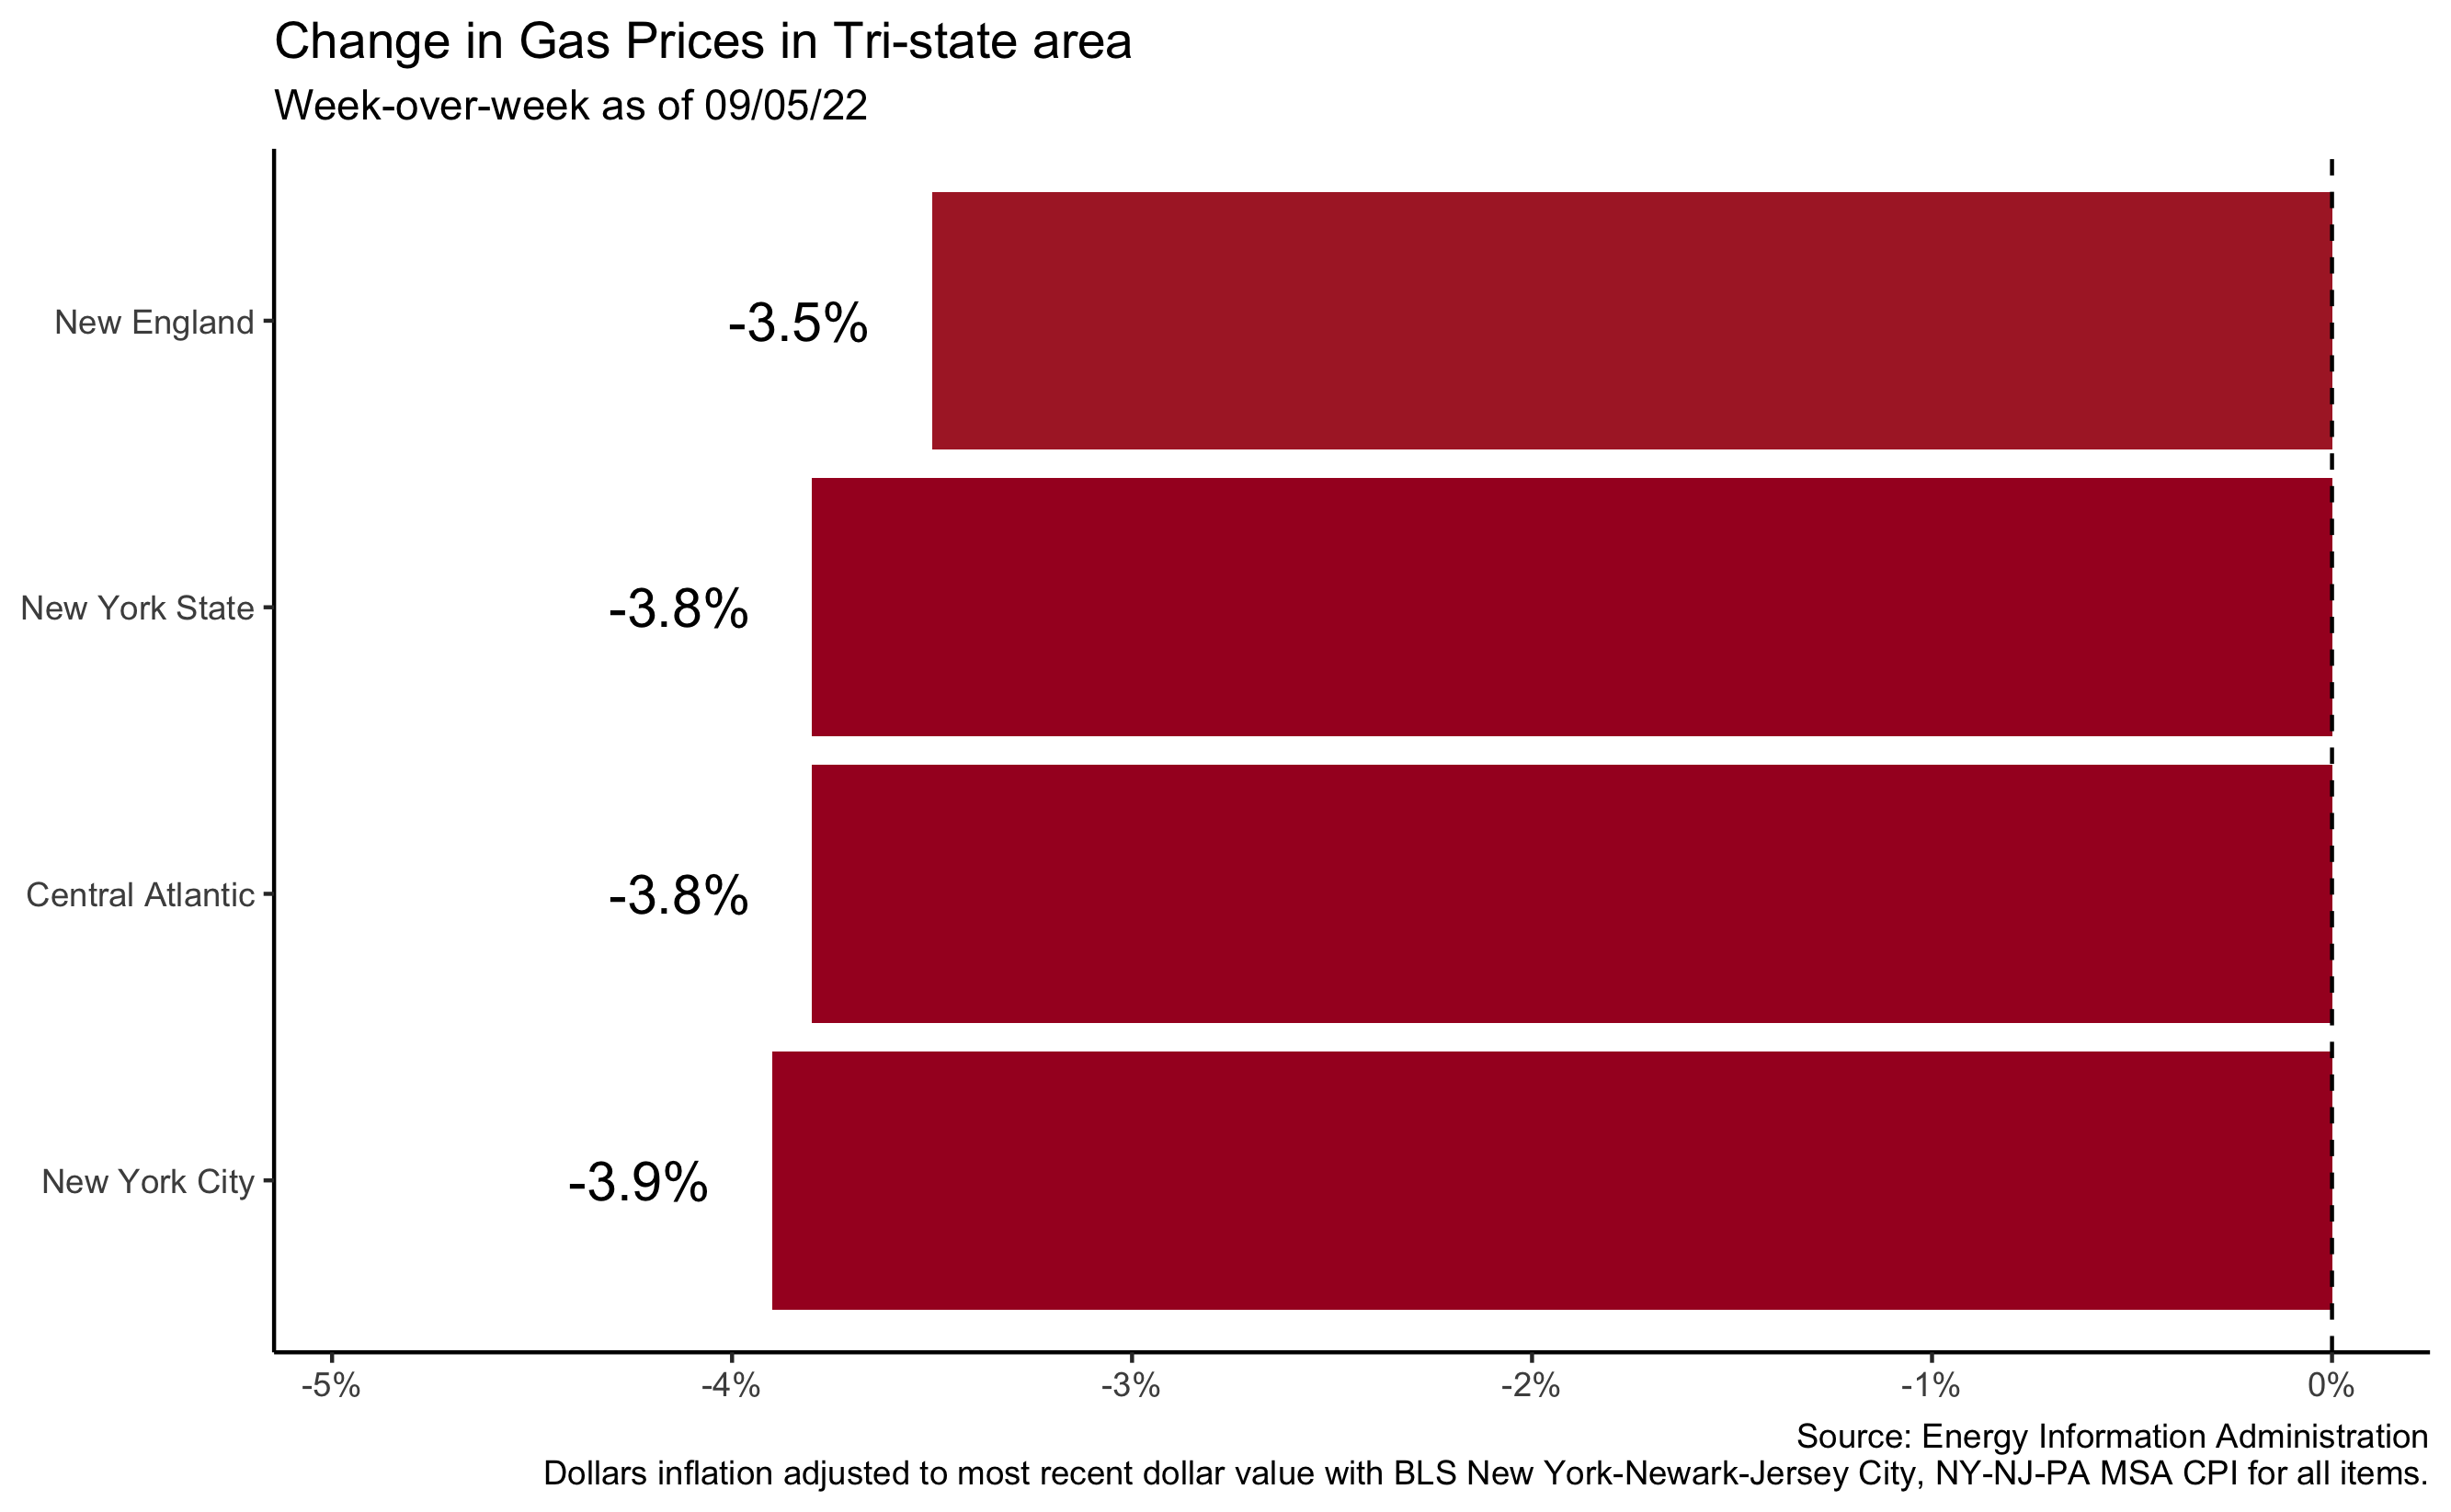 Change in Gas Prices in Tri-state area
Week-over-week as of 09/05/22
New England
-3.5%
New York State
-3.8%
Central Atlantic
-3.8%
New York City
-3.9%
-5%
-4%
-3%
-2%
-1%
0%
Source: Energy Information Administration
Dollars inflation adjusted to most recent dollar value with BLS New York-Newark-Jersey City, NY-NJ-PA MSA CPI for all items.